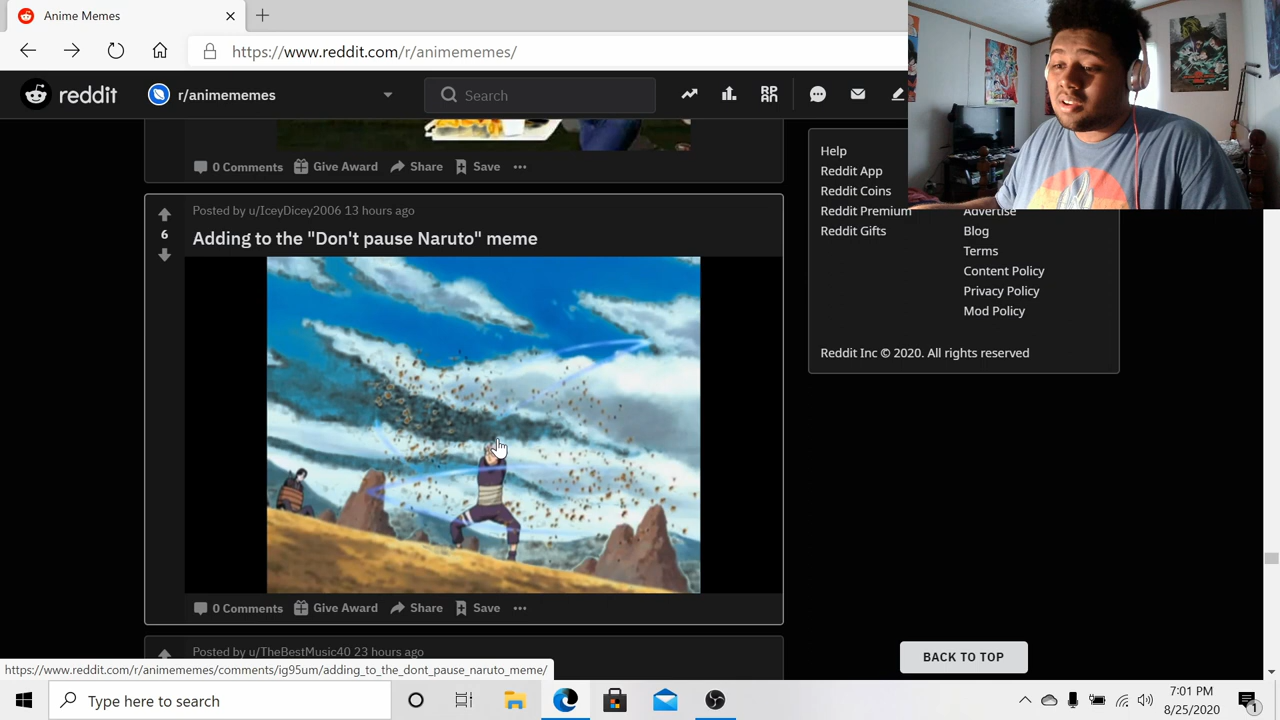 Anime Memes
https://www.reddit.com/r/animememes/
reddit
r/animememes
Search
0 Comments
Give Award
Share
Save
Posted by u/IceyDicey2006 13 hours ago
6
Adding to the "Don't pause Naruto" meme
0 Comments
Give Award
Share
Save
Posted by u/TheBestMusic40 23 hours ago
Help
Reddit App
Reddit Coins
Reddit Premium
Reddit Gifts
Advertise
Blog
Terms
Content Policy
Privacy Policy
Mod Policy
Reddit Inc © 2020. All rights reserved
BACK TO TOP
https://www.reddit.com/r/animememes/comments/ig95um/adding_to_the_dont_pause_naruto_meme/
Type here to search
7:01 PM
8/25/2020
1